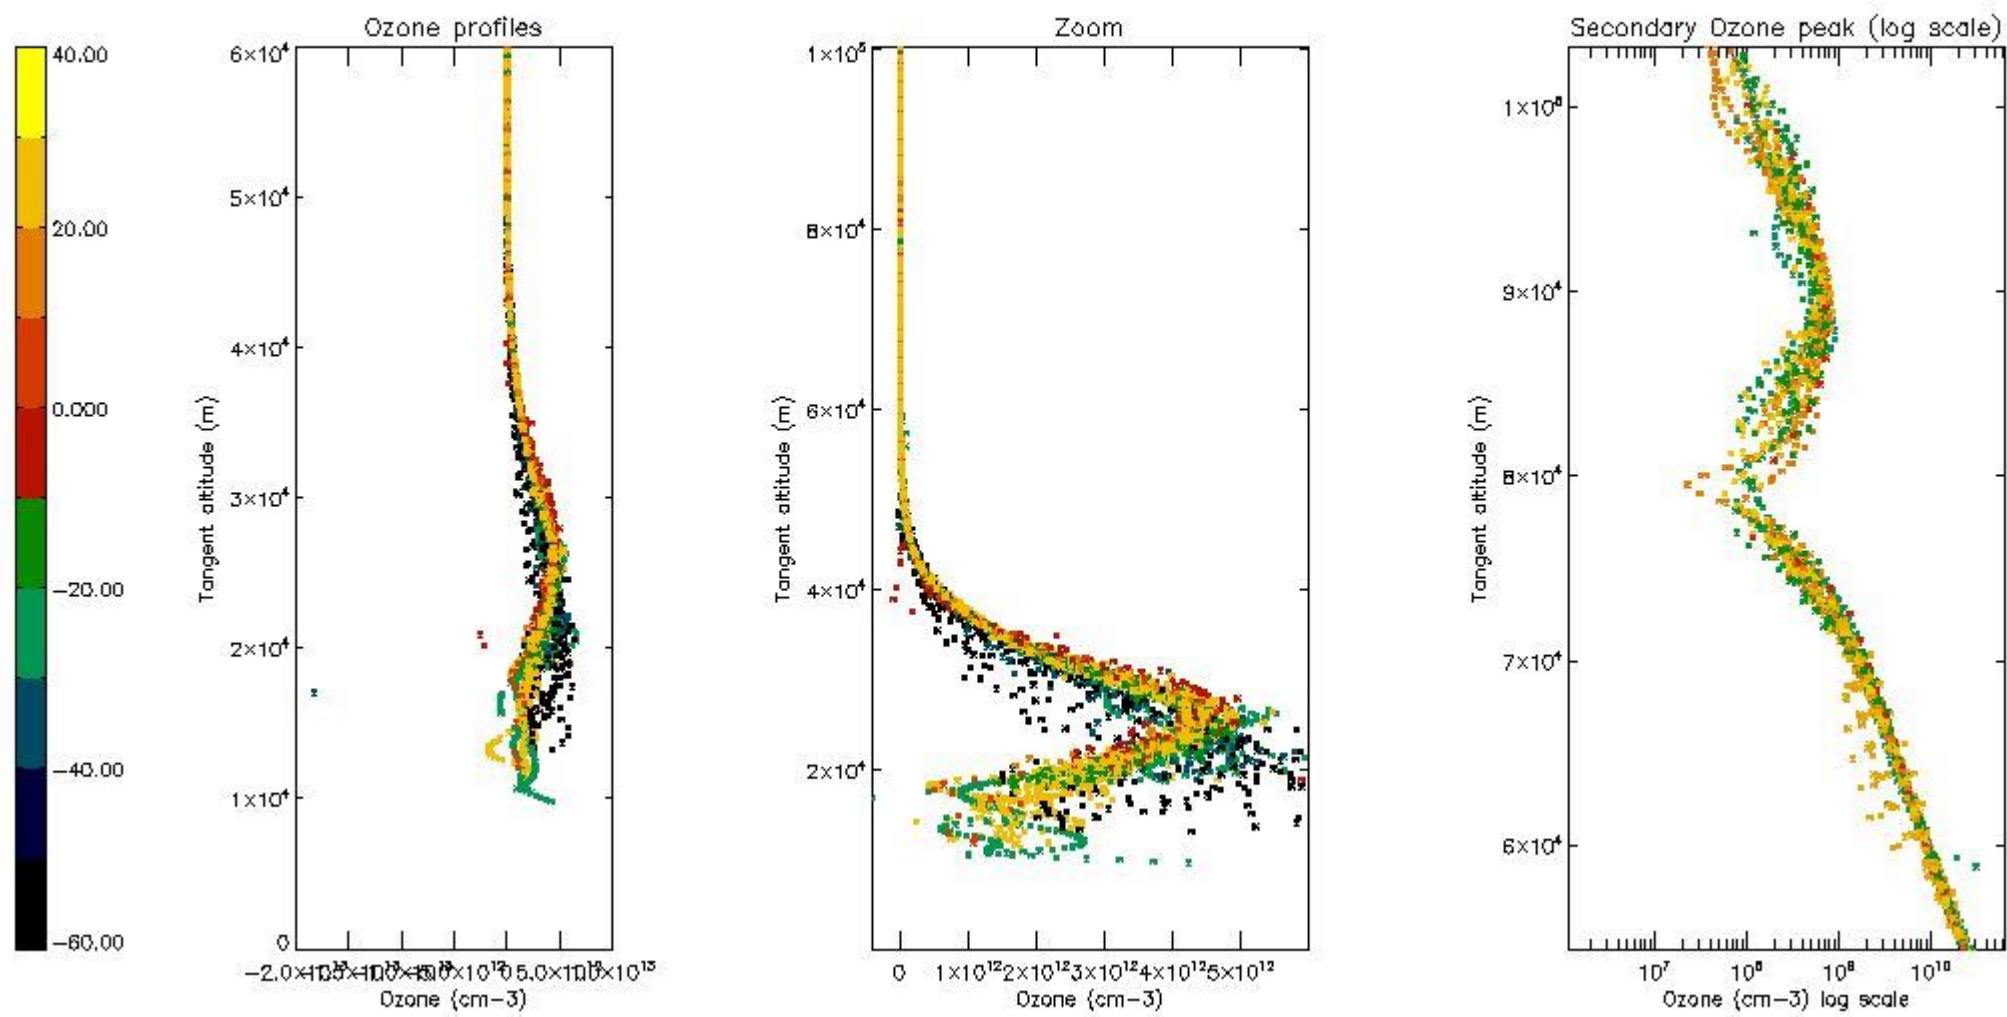 Ozone profiles
Zoom
Secondary Ozone peak (log scale)
40.00
20.00
0.000
−20.00
−40.00
−60.00
6×10⁴
5×10⁴
4×10⁴
3×10⁴
2×10⁴
1×10⁴
0
Tangent altitude (m)
5.0×10¹²
Ozone (cm−3)
1×10⁵
8×10⁴
6×10⁴
4×10⁴
2×10⁴
Tangent altitude (m)
0 1×10¹² 2×10¹² 3×10¹² 4×10¹² 5×10¹²
Ozone (cm−3)
1×10⁵
9×10⁴
8×10⁴
7×10⁴
6×10⁴
Tangent altitude (m)
10⁷ 10⁸ 10⁹ 10¹⁰
Ozone (cm−3) log scale